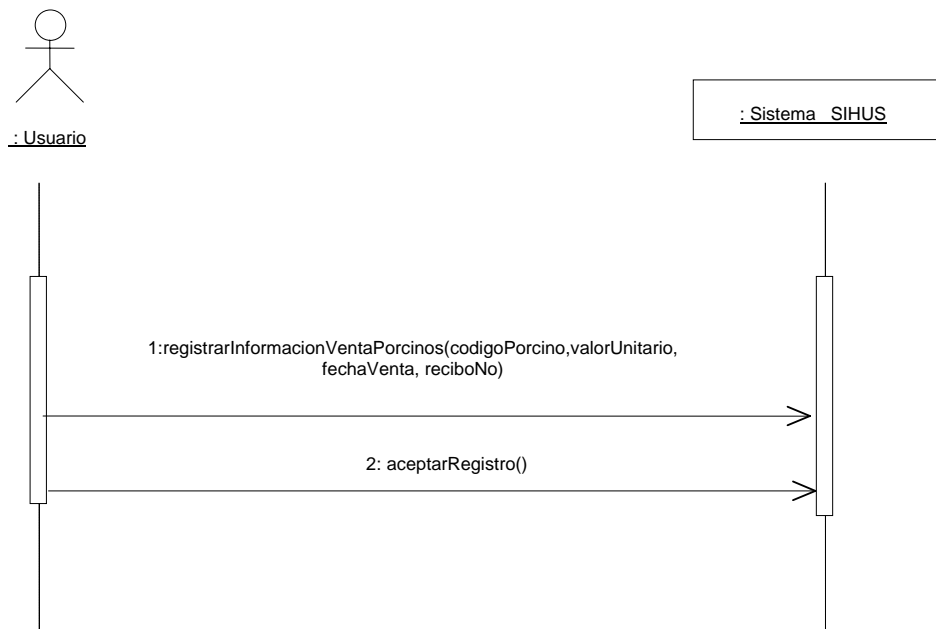 : Usuario
: Sistema SIHUS
1:registrarInformacionVentaPorcinos(codigoPorcino,valorUnitario,
fechaVenta, reciboNo)
2: aceptarRegistro()